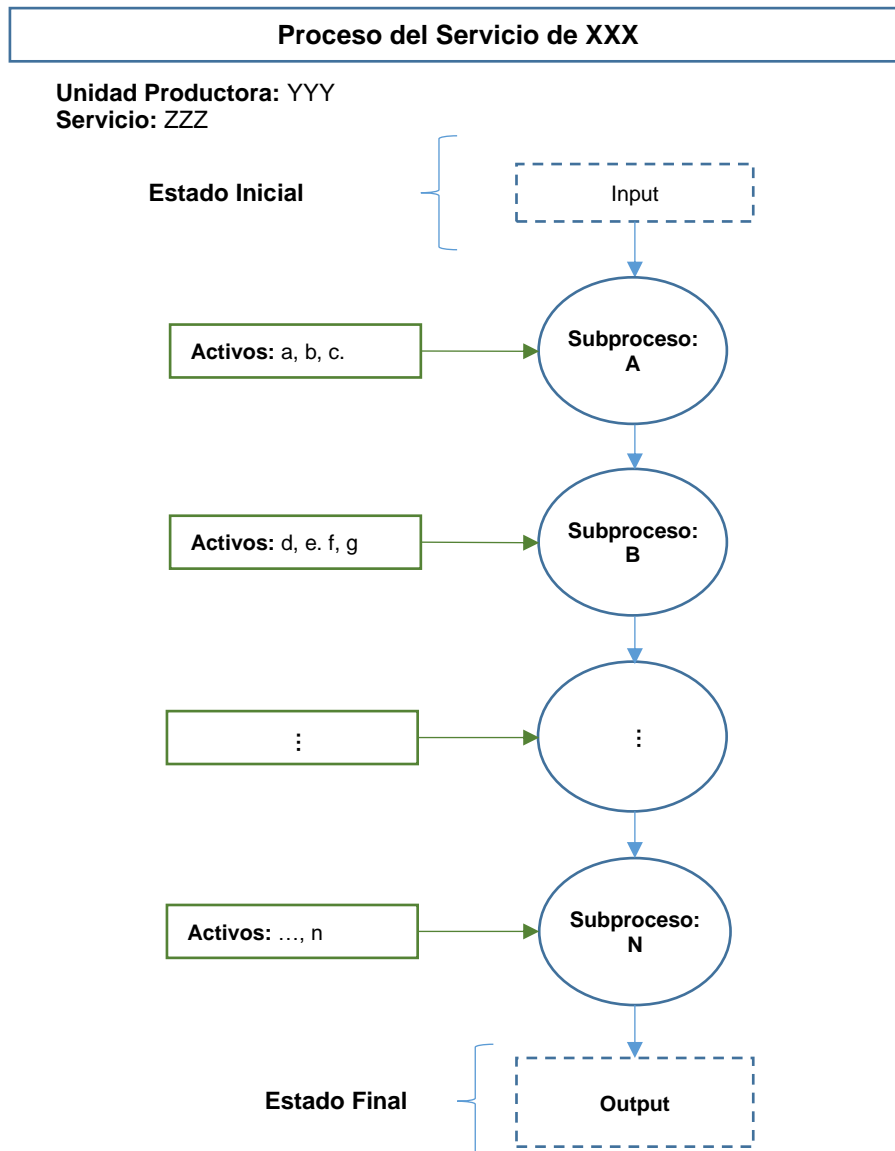 Proceso del Servicio de XXX
Unidad Productora: YYY
Servicio: ZZZ
Estado Inicial
Input
Activos: a, b, c.
Subproceso:
A
Activos: d, e. f, g
Subproceso:
B
⋮
⋮
Activos: …, n
Subproceso:
N
Estado Final
Output